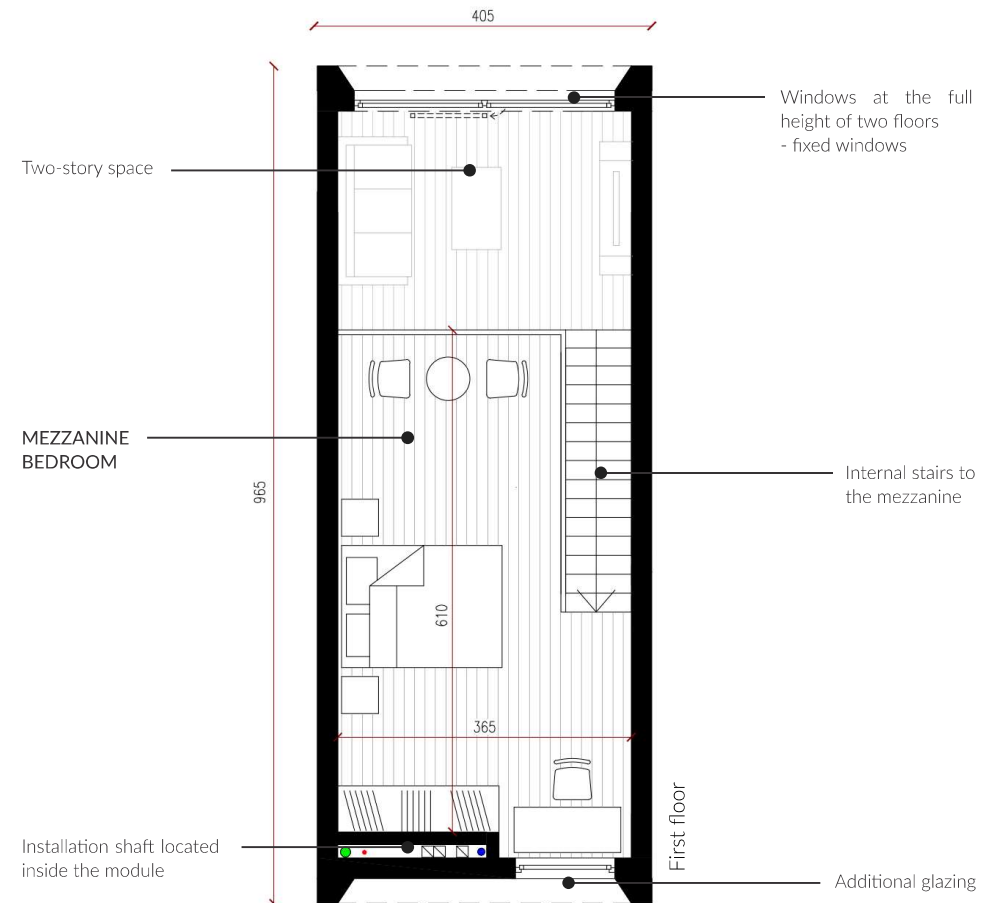 405
Windows at the full
height of two floors
- fixed windows
Two-story space
MEZZANINE
BEDROOM
965
Internal stairs to
the mezzanine
610
365
First floor
Installation shaft located
inside the module
Additional glazing